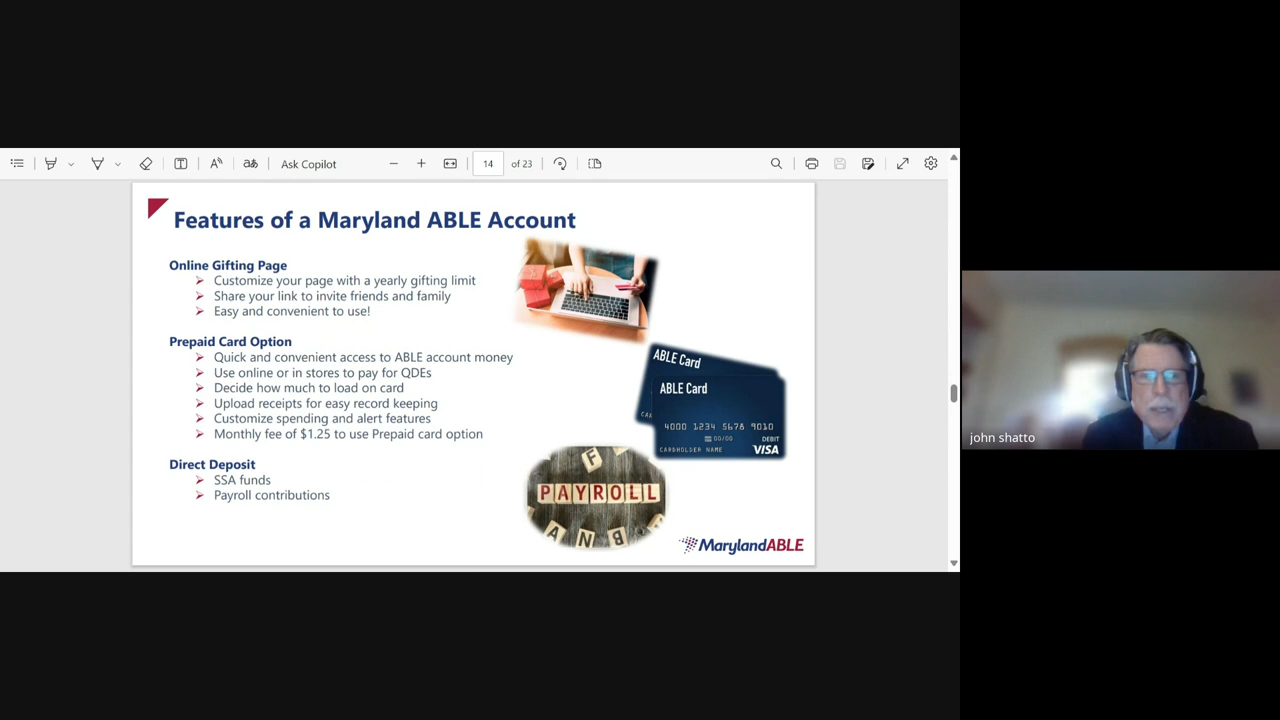 Ask Copilot
14 of 23
Features of a Maryland ABLE Account
Online Gifting Page
Customize your page with a yearly gifting limit
Share your link to invite friends and family
Easy and convenient to use!
Prepaid Card Option
Quick and convenient access to ABLE account money
Use online or in stores to pay for QDEs
Decide how much to load on card
Upload receipts for easy record keeping
Customize spending and alert features
Monthly fee of $1.25 to use Prepaid card option
Direct Deposit
SSA funds
Payroll contributions
ABLE Card
ABLE Card
4000 1234 5678 9010
00/00
DEBIT
CARDHOLDER NAME
VISA
F
PAYROLL
A N B
MarylandABLE
john shatto